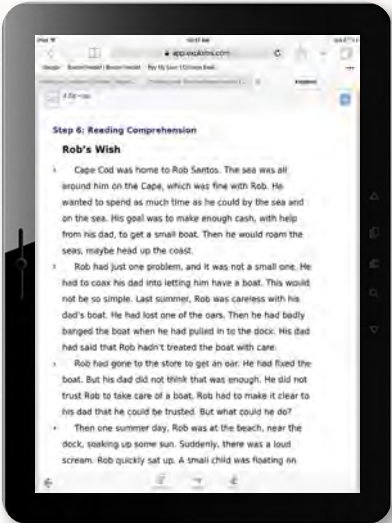 iPad
10:37 AM
app.explorns.com
Step 6: Reading Comprehension
Rob's Wish
1 Cape Cod was home to Rob Santos. The sea was all
around him on the Cape, which was fine with Rob. He
wanted to spend as much time as he could by the sea and
on the sea. His goal was to make enough cash, with help
from his dad, to get a small boat. Then he would roam the
seas, maybe head up the coast.
2 Rob had just one problem, and it was not a small one. He
had to coax his dad into letting him have a boat. This would
not be so simple. Last summer, Rob was careless with his
dad's boat. He had lost one of the oars. Then he had badly
banged the boat when he had pulled in to the dock. His dad
had said that Rob hadn't treated the boat with care.
3 Rob had gone to the store to get an oar. He had fixed the
boat. But his dad did not think that was enough. He did not
trust Rob to take care of a boat. Rob had to make it clear to
his dad that he could be trusted. But what could he do?
4 Then one summer day, Rob was at the beach, near the
dock, soaking up some sun. Suddenly, there was a loud
scream. Rob quickly sat up. A small child was floating on